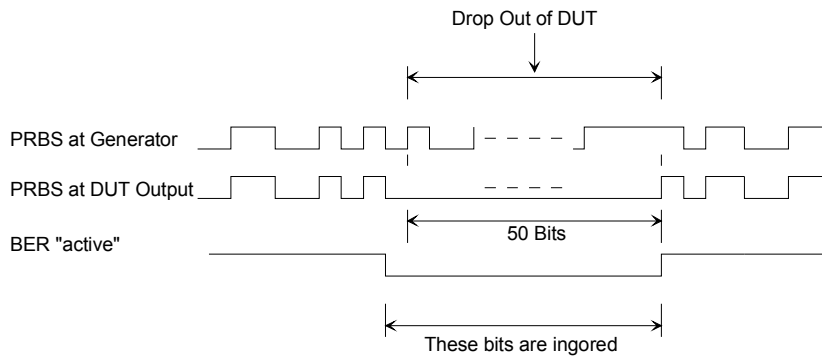 Drop Out of DUT
PRBS at Generator
PRBS at DUT Output
50 Bits
BER "active"
These bits are ingored